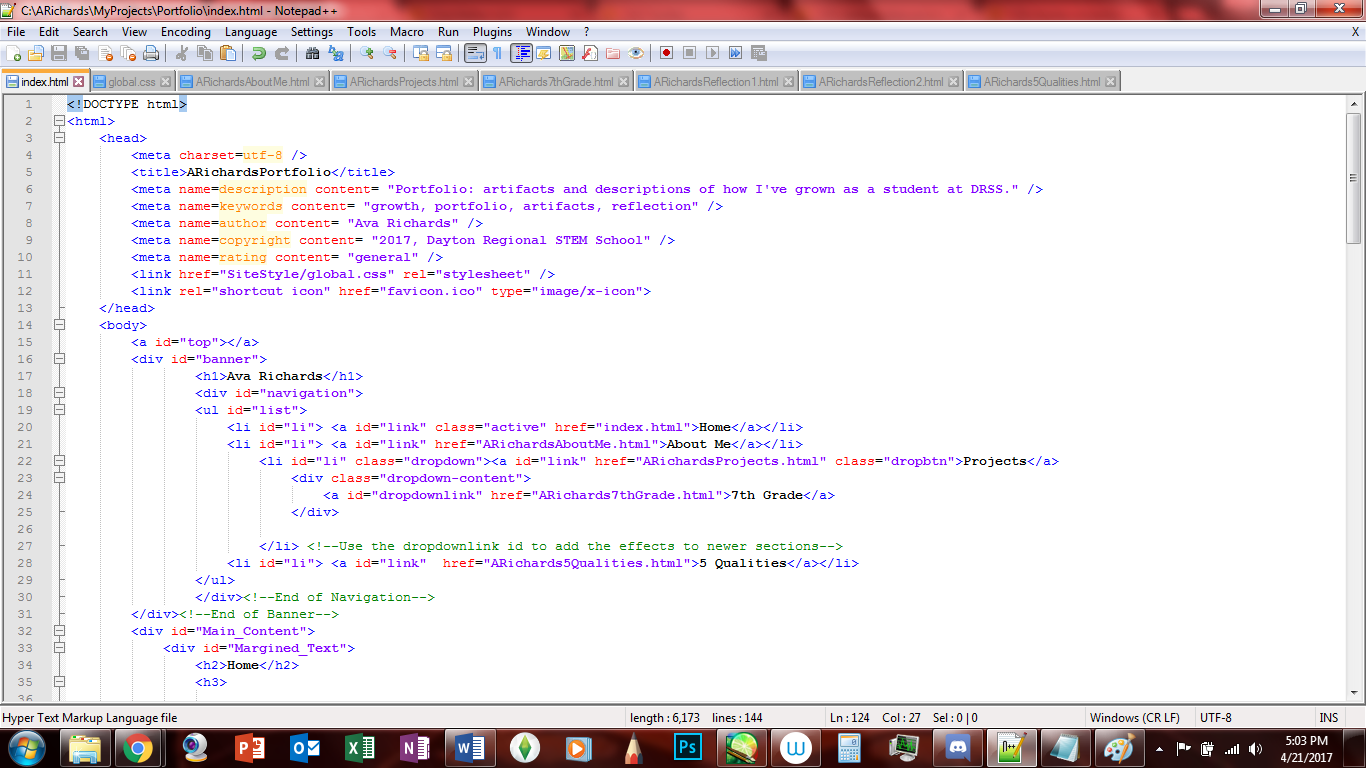 C:\ARichards\MyProjects\Portfolio\index.html - Notepad++
File Edit Search View Encoding Language Settings Tools Macro Run Plugins Window ? X
index.html global.css ARichardsAboutMe.html ARichardsProjects.html ARichards7thGrade.html ARichardsReflection1.html ARichardsReflection2.html ARichards5Qualities.html
1 <!DOCTYPE html>
2 <html>
3 <head>
4 <meta charset=utf-8 />
5 <title>ARichardsPortfolio</title>
6 <meta name=description content= "Portfolio: artifacts and descriptions of how I've grown as a student at DRSS." />
7 <meta name=keywords content= "growth, portfolio, artifacts, reflection" />
8 <meta name=author content= "Ava Richards" />
9 <meta name=copyright content= "2017, Dayton Regional STEM School" />
10 <meta name=rating content= "general" />
11 <link href="SiteStyle/global.css" rel="stylesheet" />
12 <link rel="shortcut icon" href="favicon.ico" type="image/x-icon">
13 </head>
14 <body>
15 <a id="top"></a>
16 <div id="banner">
17 <h1>Ava Richards</h1>
18 <div id="navigation">
19 <ul id="list">
20 <li id="li"> <a id="link" class="active" href="index.html">Home</a></li>
21 <li id="li"> <a id="link" href="ARichardsAboutMe.html">About Me</a></li>
22 <li id="li" class="dropdown"><a id="link" href="ARichardsProjects.html" class="dropbtn">Projects</a>
23 <div class="dropdown-content">
24 <a id="dropdownlink" href="ARichards7thGrade.html">7th Grade</a>
25 </div>
26
27 </li> <!--Use the dropdownlink id to add the effects to newer sections-->
28 <li id="li"> <a id="link"  href="ARichards5Qualities.html">5 Qualities</a></li>
29 </ul>
30 </div><!--End of Navigation-->
31 </div><!--End of Banner-->
32 <div id="Main_Content">
33 <div id="Margined_Text">
34 <h2>Home</h2>
35 <h3>
36
Hyper Text Markup Language file length : 6,173 lines : 144 Ln : 124 Col : 27 Sel : 0 | 0 Windows (CR LF) UTF-8 INS
5:03 PM
4/21/2017